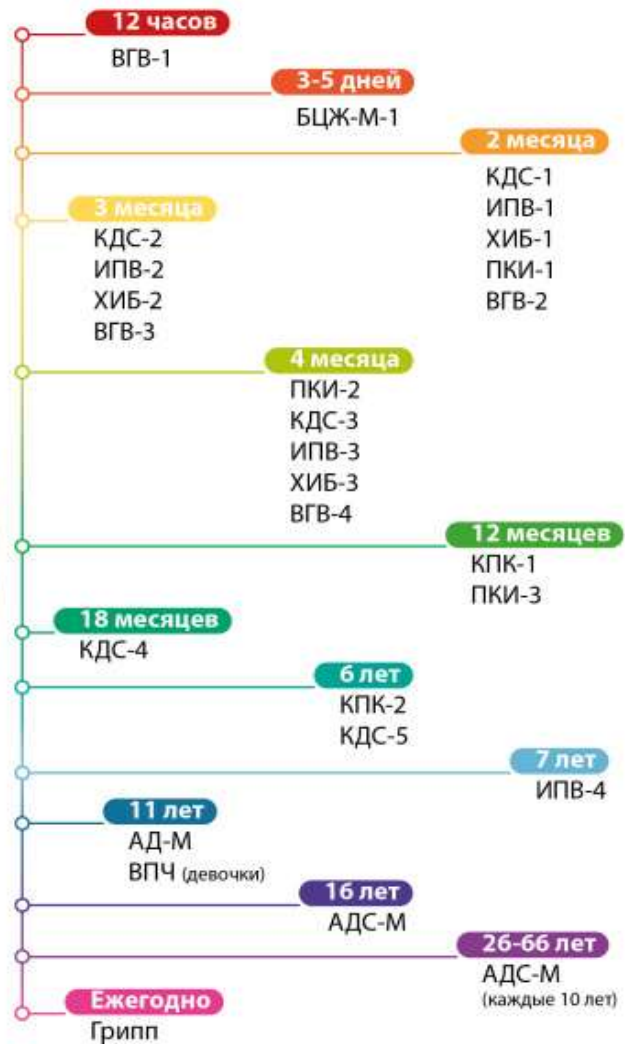 12 часов
ВГВ-1
3-5 дней
БЦЖ-М-1
2 месяца
КДС-1
ИПВ-1
ХИБ-1
ПКИ-1
ВГВ-2
3 месяца
КДС-2
ИПВ-2
ХИБ-2
ВГВ-3
4 месяца
ПКИ-2
КДС-3
ИПВ-3
ХИБ-3
ВГВ-4
12 месяцев
КПК-1
ПКИ-3
18 месяцев
КДС-4
6 лет
КПК-2
КДС-5
7 лет
ИПВ-4
11 лет
АД-М
ВПЧ (девочки)
16 лет
АДС-М
26-66 лет
АДС-М
(каждые 10 лет)
Ежегодно
Грипп